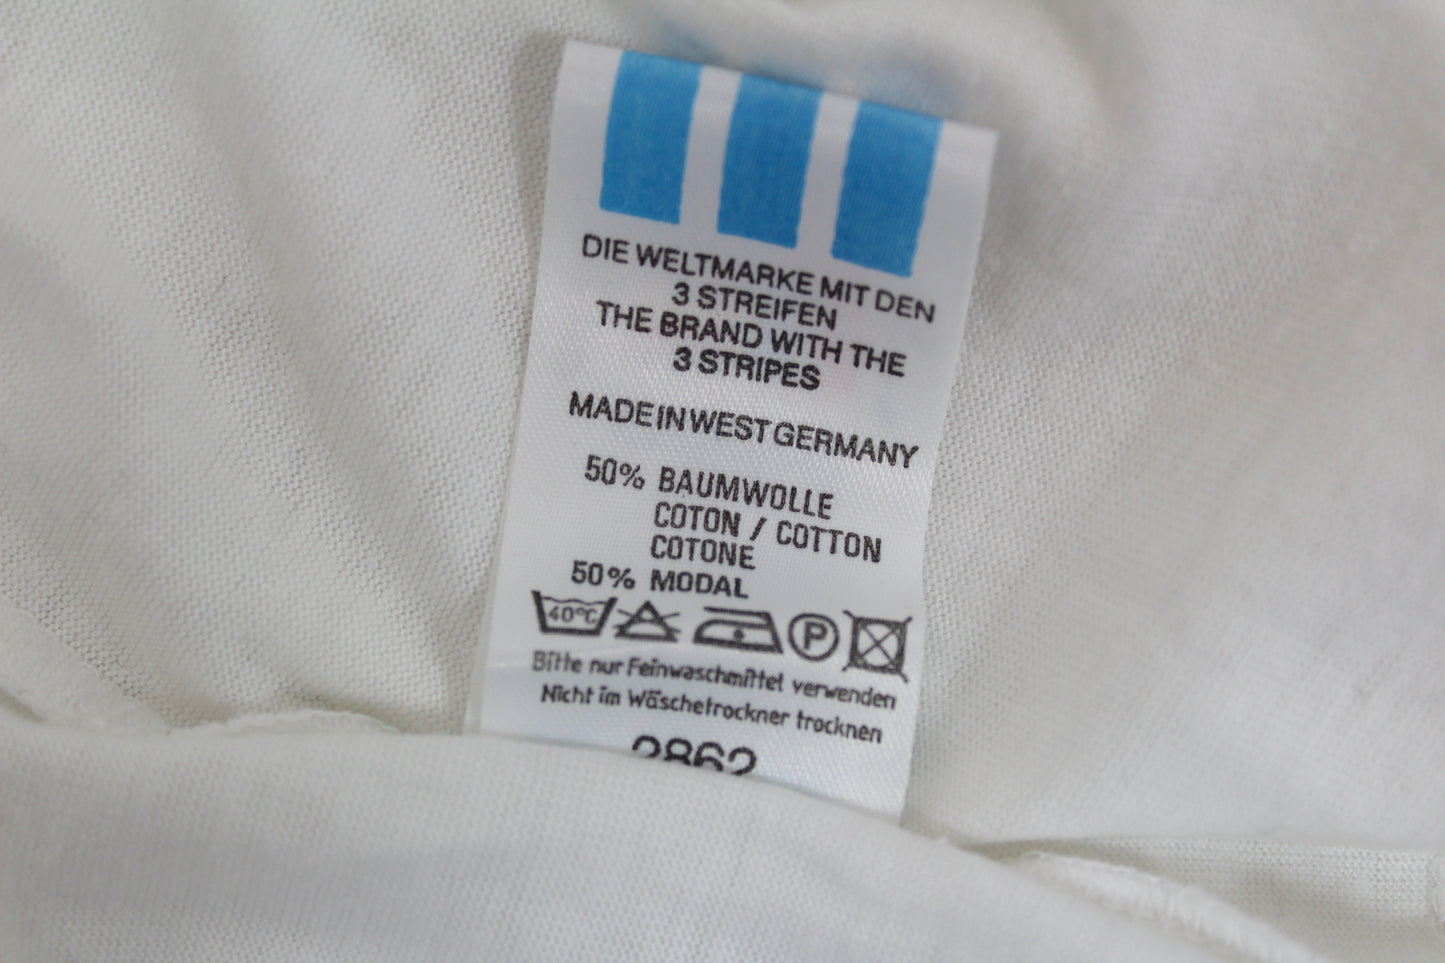 DIE WELTMARKE MIT DEN
3 STREIFEN
THE BRAND WITH THE
3 STRIPES
MADE IN WEST GERMANY
50% BAUMWOLLE
COTON / COTTON
COTONE
50% MODAL
40°C P
Bitte nur Feinwaschmittel verwenden
Nicht im Wäschetrockner trocknen
2862